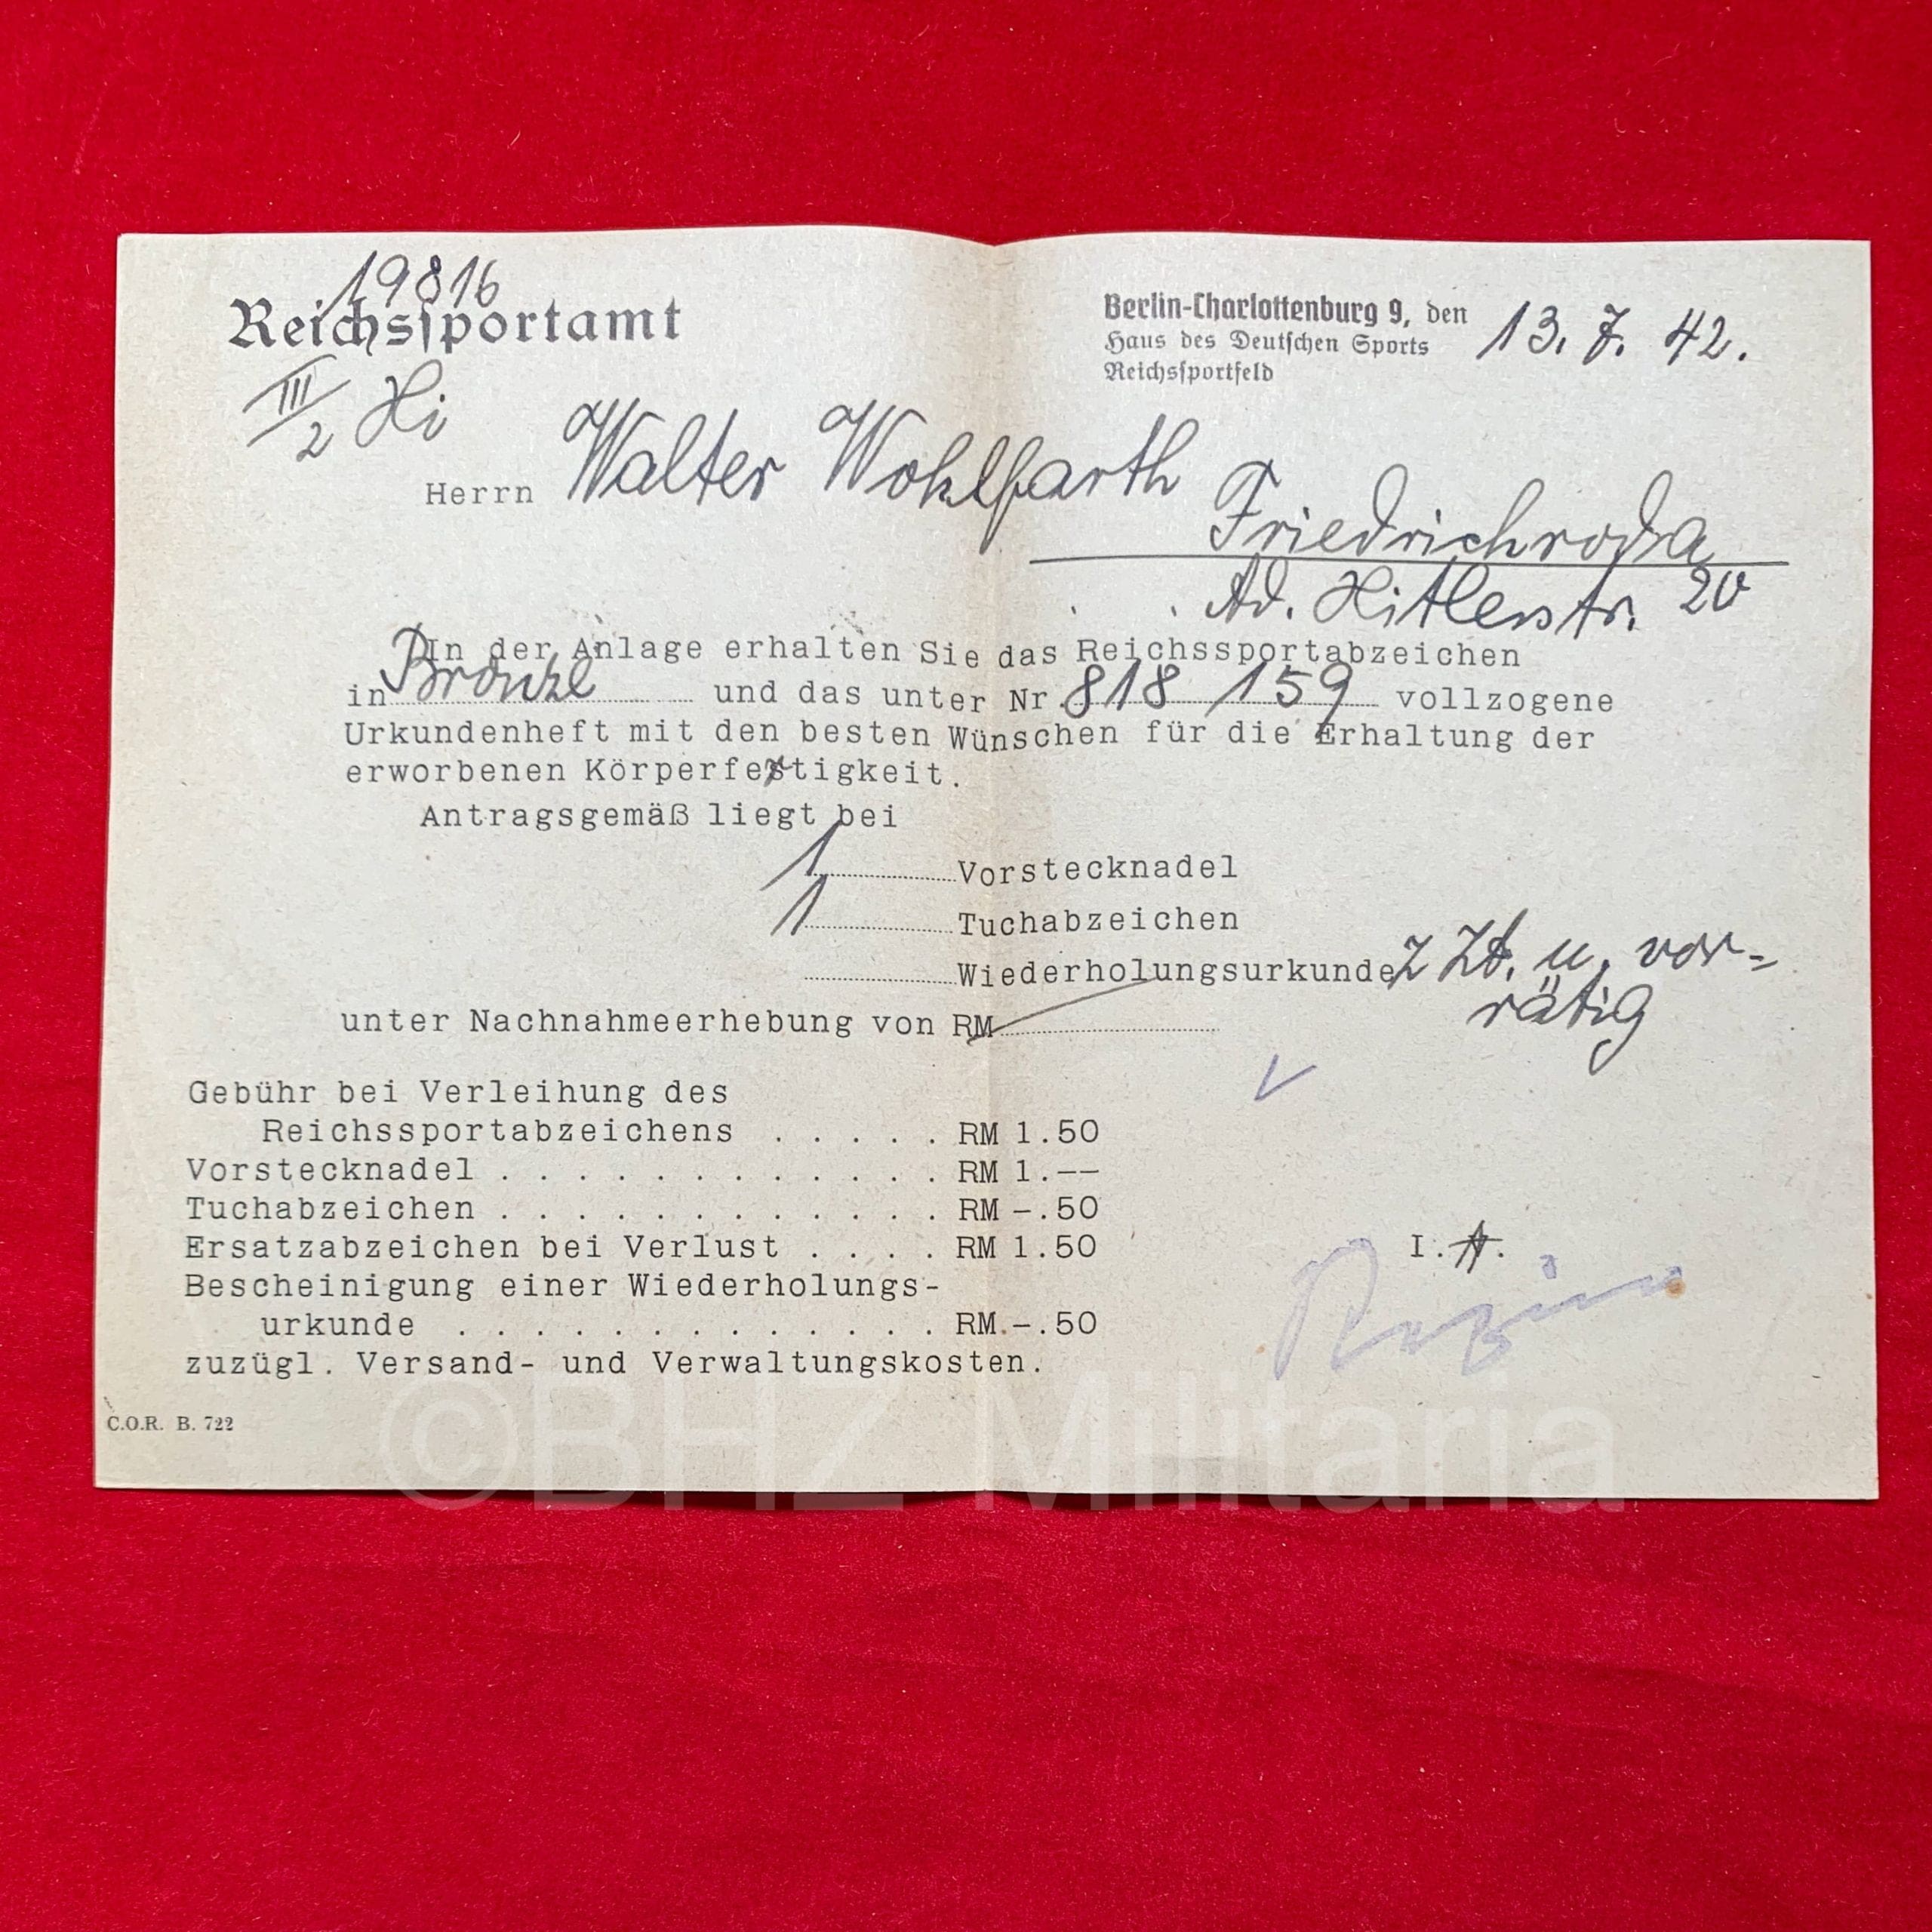 19816
Reichssportamt
Berlin-Charlottenburg 9, den 13. 7. 42.
Haus des Deutschen Sports
Reichssportfeld
III/2 Hi
Herrn Walter Wohlfarth
Friedrichroda
Ad. Hitlerstr. 20
In der Anlage erhalten Sie das Reichssportabzeichen
in Bronze und das unter Nr. 818 159 vollzogene
Urkundenheft mit den besten Wünschen für die Erhaltung der
erworbenen Körperfestigkeit.
Antragsgemäß liegt bei
1 Vorstecknadel
1 Tuchabzeichen
Wiederholungsurkunde z Zt. u. vor-
rätig
unter Nachnahmeerhebung von RM
Gebühr bei Verleihung des
Reichssportabzeichens . . . . . RM 1.50
Vorstecknadel . . . . . . . . . . . . RM 1.--
Tuchabzeichen . . . . . . . . . . . . RM -.50
Ersatzabzeichen bei Verlust . . . . RM 1.50
I.A.
Bescheinigung einer Wiederholungs-
urkunde . . . . . . . . . . . . . RM.-.50
zuzügl. Versand- und Verwaltungskosten.
C.O.R. B. 722
©BHZ Militaria